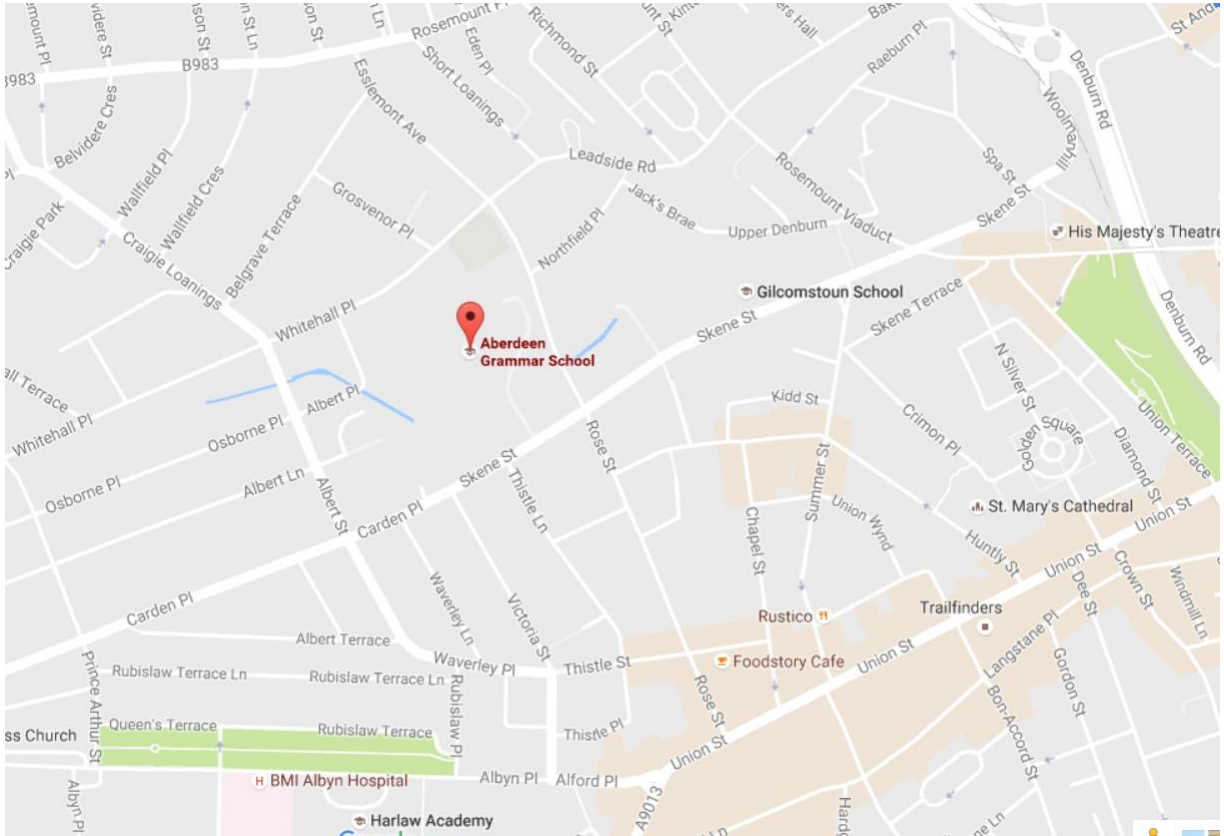 Rosemount Pl
Bak
St And
B983
B983
Eden Pl
Richmond St
Raeburn Pl
Denburn Rd
Short Loanings
Esslemont Ave
Woolmanhill
Belvidere Cres
Wallfield Pl
Wallfield Cres
Leadside Rd
Spa St
Rosemount Viaduct
Grosvenor Pl
Jack's Brae
Skene St
Craigie Park
Belgrave Terrace
Northfield Pl
Upper Denburn
His Majesty's Theatre
Craigie Loanings
Gilcomstoun School
Whitehall Pl
Skene St
Skene Terrace
Denburn Rd
Aberdeen
Grammar School
N Silver St
Kidd St
Albert Pl
Crimon Pl
Golden Square
Union Terrace
Whitehall Pl
Osborne Pl
Rose St
Diamond St
Albert Ln
Skene St
Summer St
Osborne Pl
Albert St
Thistle Ln
St. Mary's Cathedral
Carden Pl
Union Wynd
Union St
Chapel St
Huntly St
Union St
Carden Pl
Waverley Ln
Victoria St
Dee St
Crown St
Windmill Ln
Rustico
Trailfinders
Albert Terrace
Waverley Pl
Thistle St
Foodstory Cafe
Union St
Langstane Pl
Rubislaw Terrace Ln
Rubislaw Terrace Ln
Prince Arthur St
Rubislaw Pl
Rose St
Bon-Accord St
Gordon St
Queen's Terrace
Rubislaw Terrace
Thistle Pl
ss Church
Union St
BMI Albyn Hospital
Albyn Pl
Alford Pl
Albyn Pl
A9013
Harlaw Academy